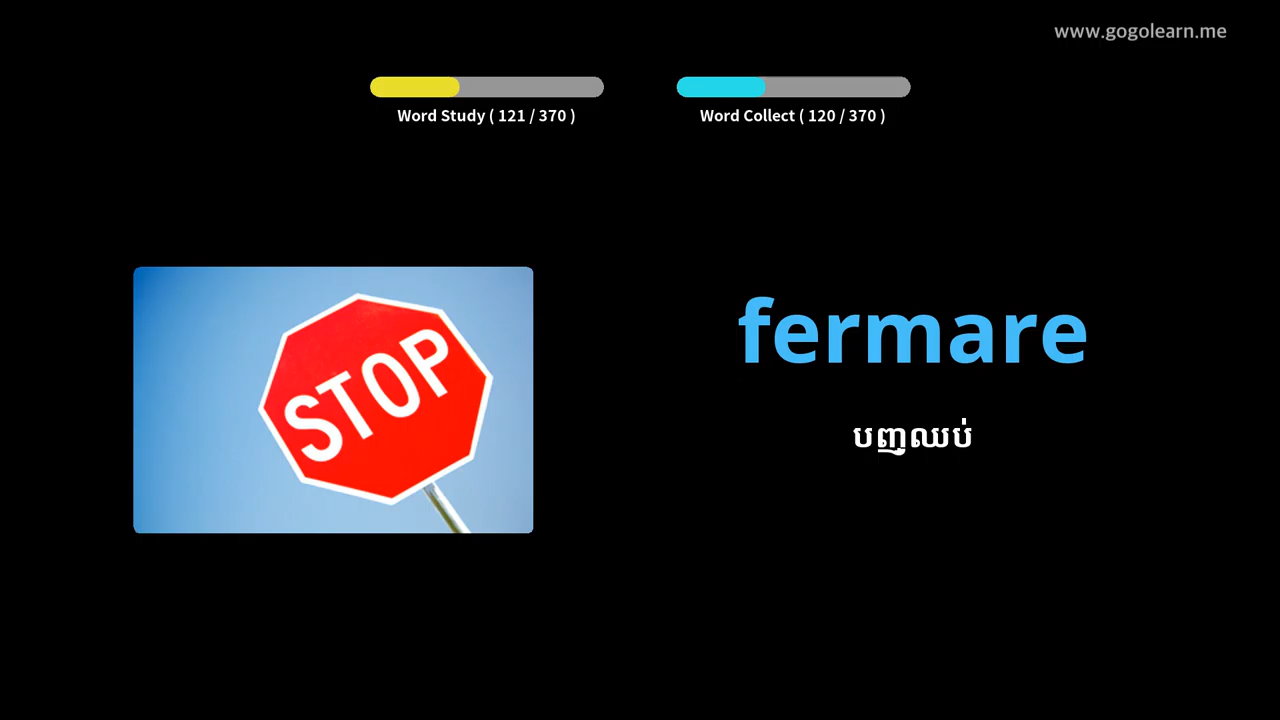 www.gogolearn.me
Word Study ( 121 / 370 )
Word Collect ( 120 / 370 )
STOP
fermare
បញ្ឈប់